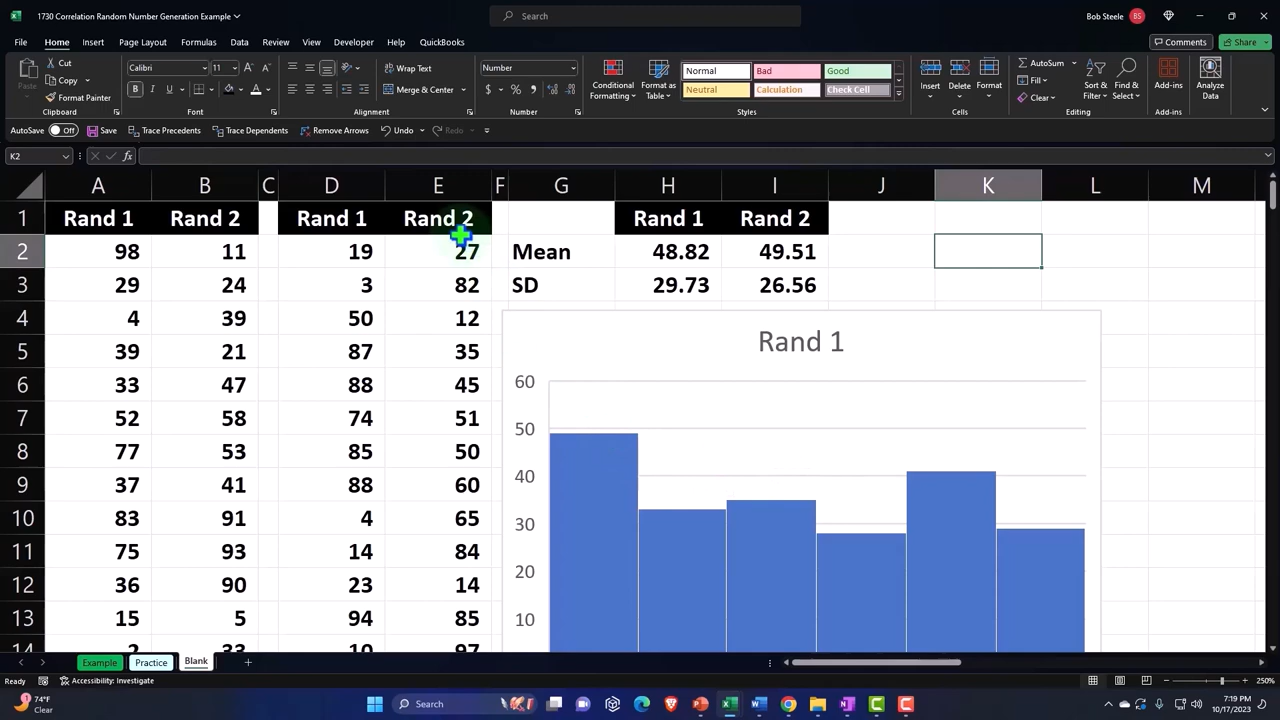 1730 Correlation Random Number Generation Example
Search
Bob Steele BS
File Home Insert Page Layout Formulas Data Review View Developer Automate Help QuickBooks
Comments Share
Cut
Copy
Format Painter
Clipboard
Calibri 11
Font
Wrap Text
Merge & Center
Alignment
Number
Number
Conditional Formatting
Format as Table
Normal Bad Good
Neutral Calculation Check Cell
Styles
Insert Delete Format
Cells
AutoSum
Fill
Clear
Sort & Filter
Find & Select
Editing
Add-ins
Add-ins
Analyze Data
AutoSave Off Save Trace Precedents Trace Dependents Remove Arrows Undo Redo
K2 fx
A B C D E F G H I J K L M
1 Rand 1 Rand 2 Rand 1 Rand 2 Rand 1 Rand 2
2 98 11 19 27 Mean 48.82 49.51
3 29 24 3 82 SD 29.73 26.56
4 4 39 50 12
5 39 21 87 35
6 33 47 88 45
7 52 58 74 51
8 77 53 85 50
9 37 41 88 60
10 83 91 4 65
11 75 93 14 84
12 36 90 23 14
13 15 5 94 85
14 2 33 10 97
Rand 1
60
50
40
30
20
10
Example Practice Blank
Ready Accessibility: Investigate 250%
74°F
Clear
Search
7:19 PM
10/17/2023